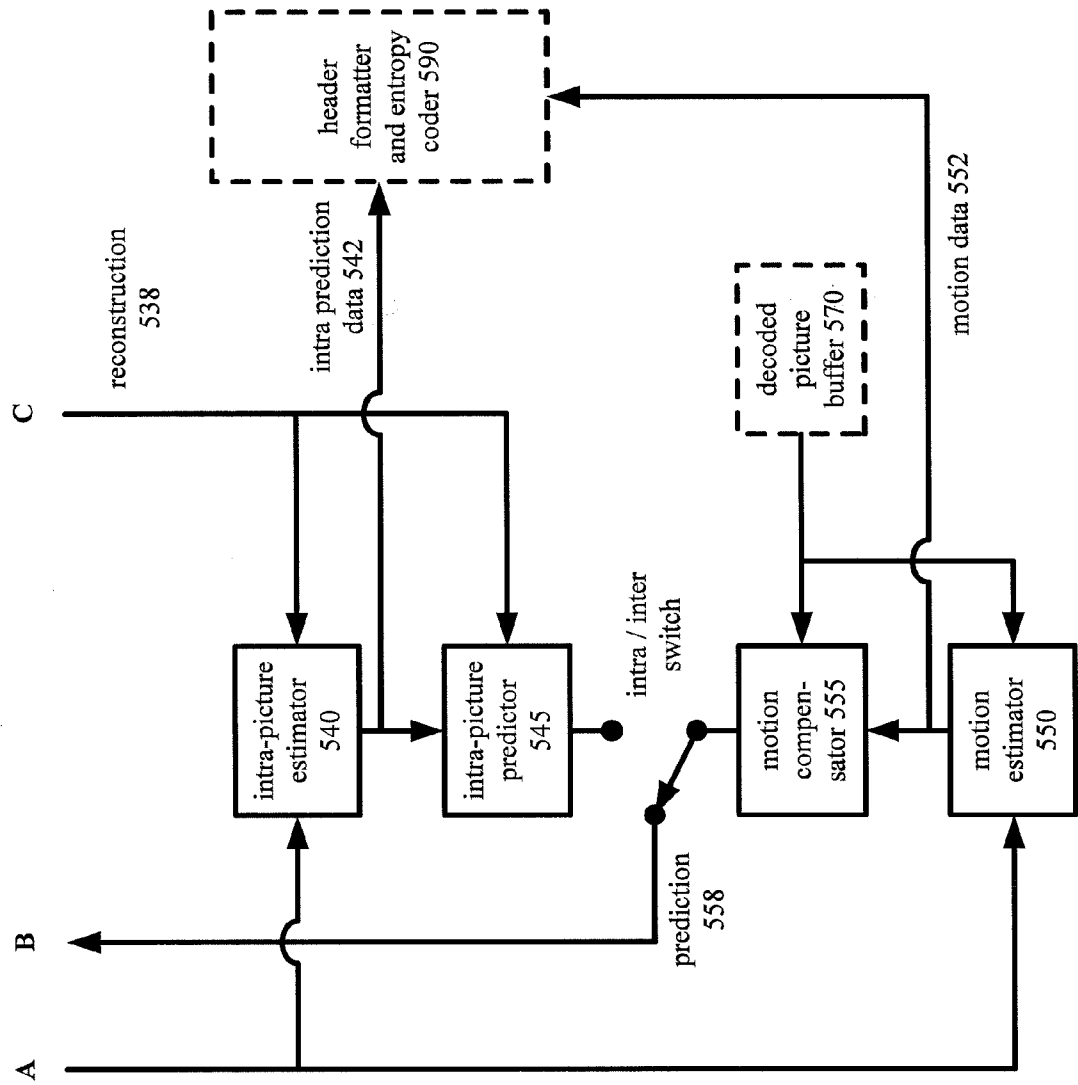 A
B
C
reconstruction
538
header
formatter
and entropy
coder 590
intra prediction
data 542
intra-picture
estimator
540
intra-picture
predictor
545
intra / inter
switch
prediction
558
decoded
picture
buffer 570
motion
compen-
sator 555
motion
estimator
550
motion data 552